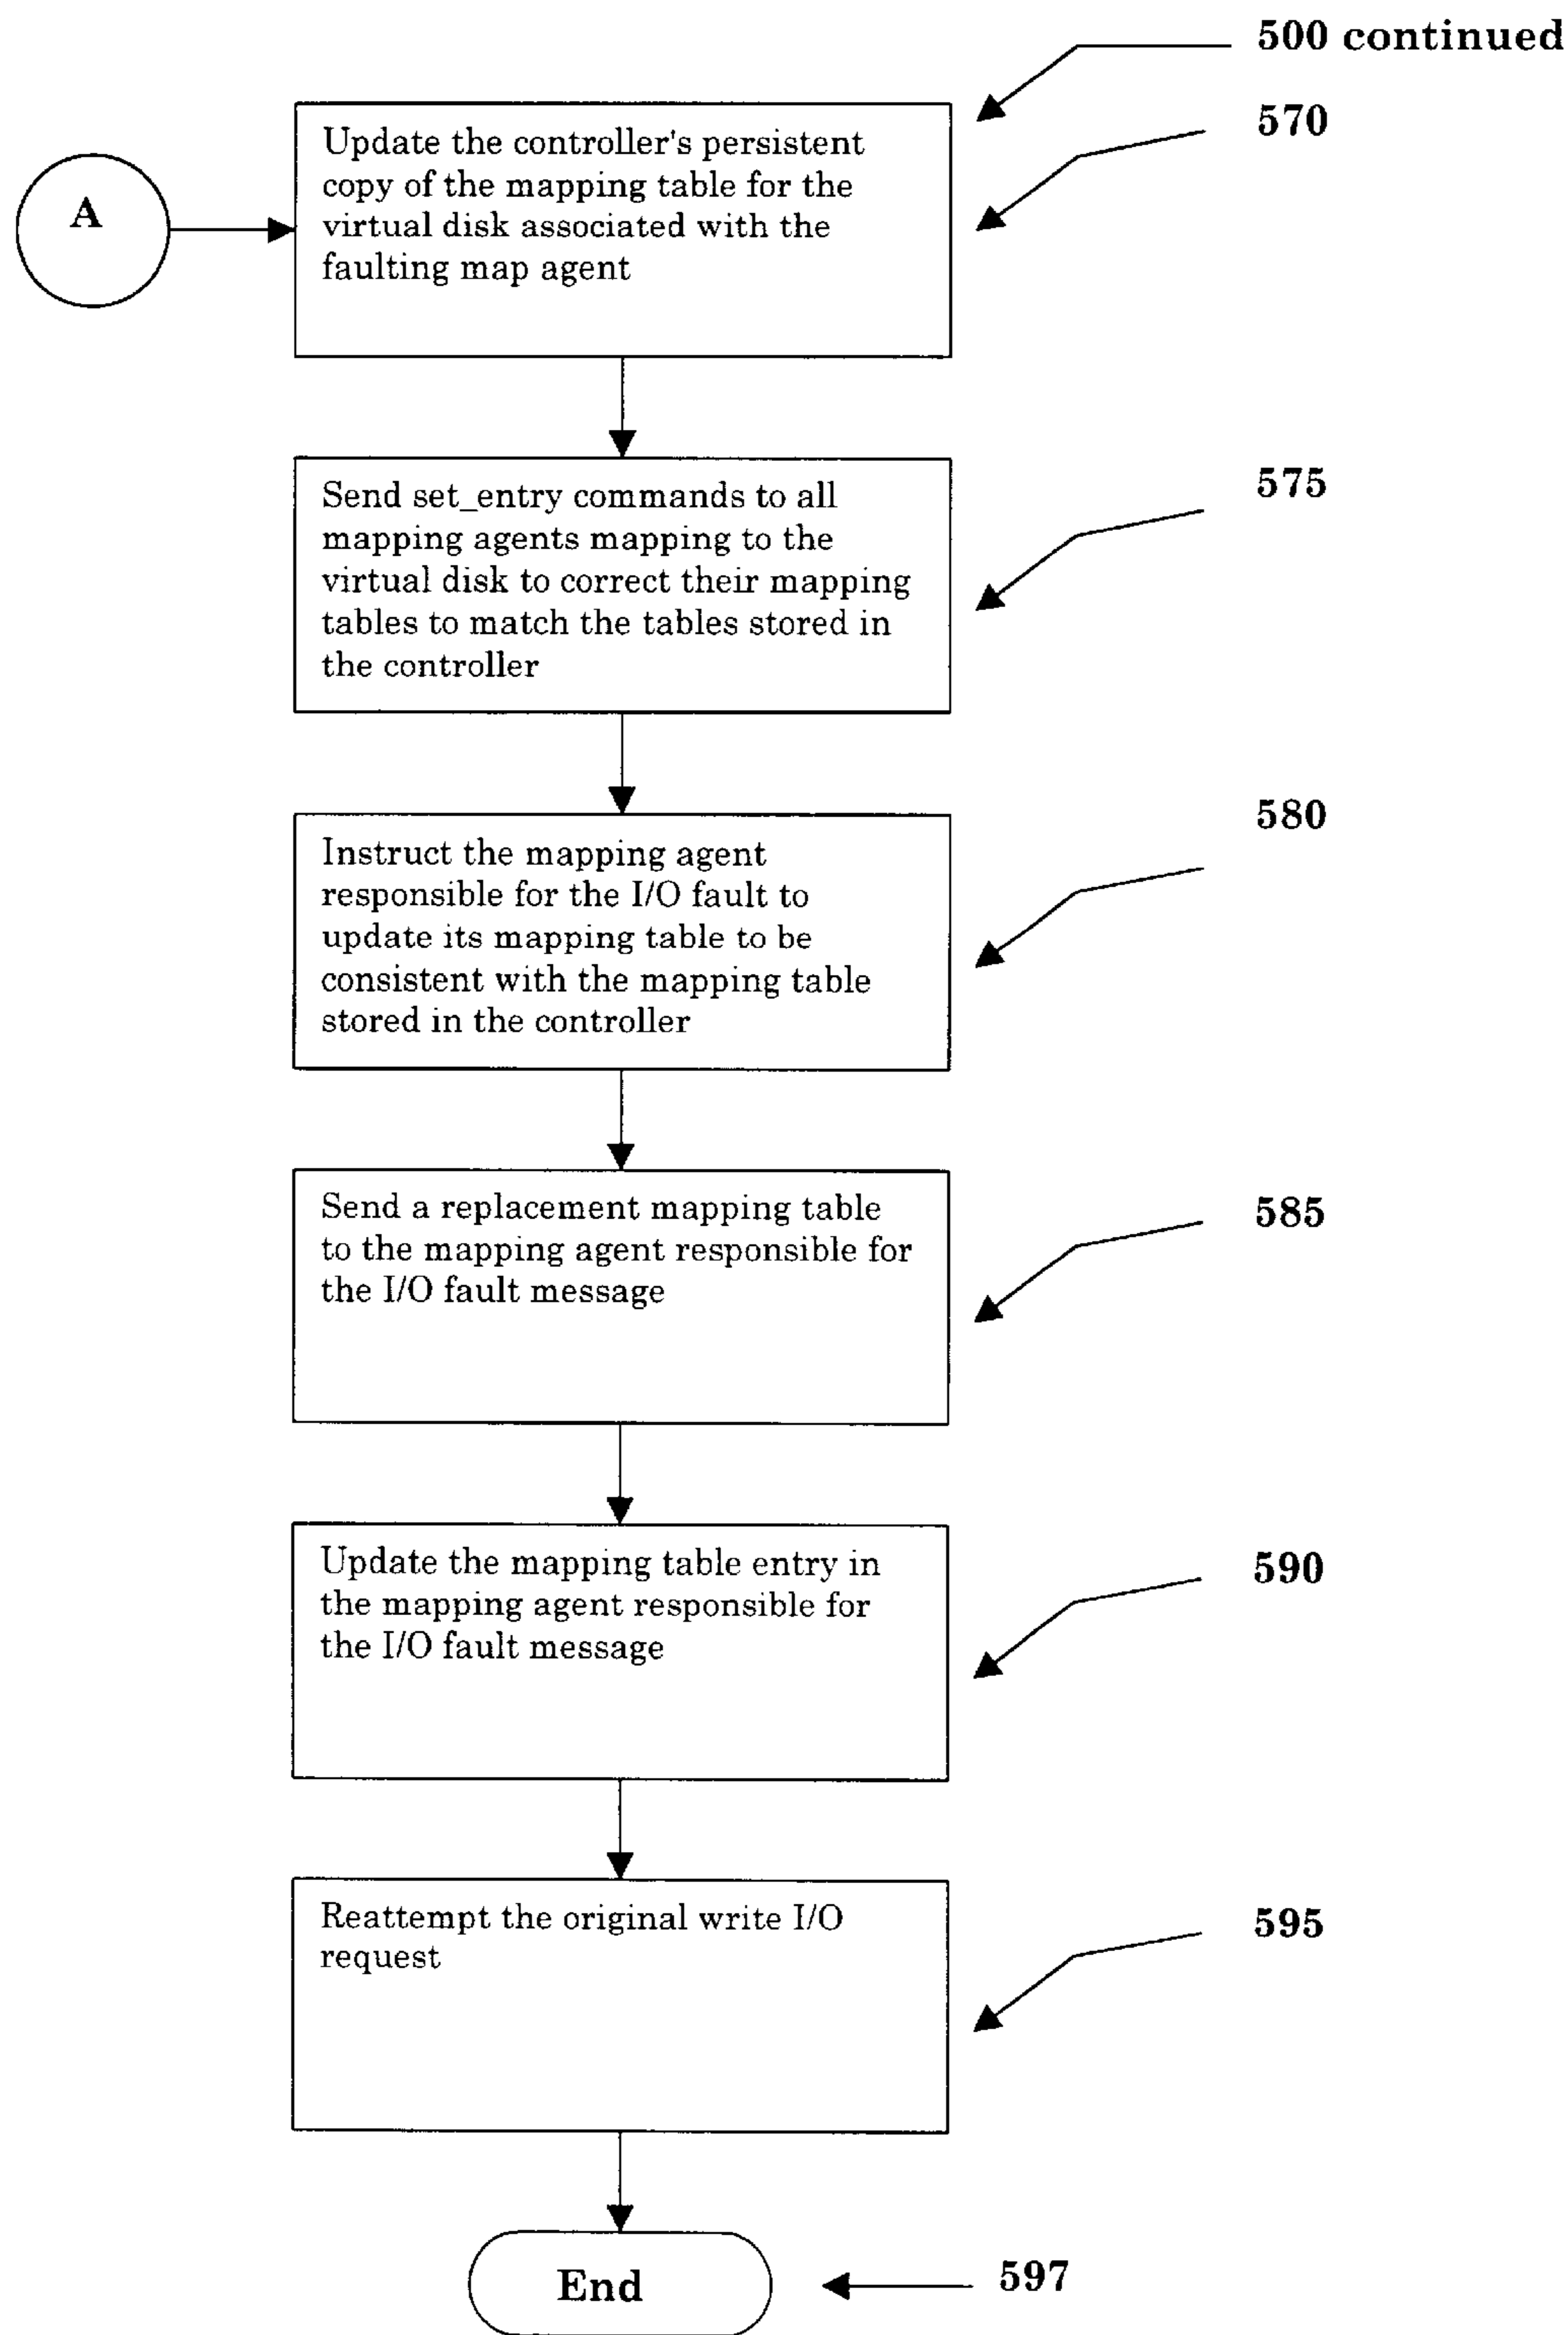 500 continued
570
A
Update the controller's persistent
copy of the mapping table for the
virtual disk associated with the
faulting map agent
575
Send set_entry commands to all
mapping agents mapping to the
virtual disk to correct their mapping
tables to match the tables stored in
the controller
580
Instruct the mapping agent
responsible for the I/O fault to
update its mapping table to be
consistent with the mapping table
stored in the controller
585
Send a replacement mapping table
to the mapping agent responsible for
the I/O fault message
590
Update the mapping table entry in
the mapping agent responsible for
the I/O fault message
595
Reattempt the original write I/O
request
End
597